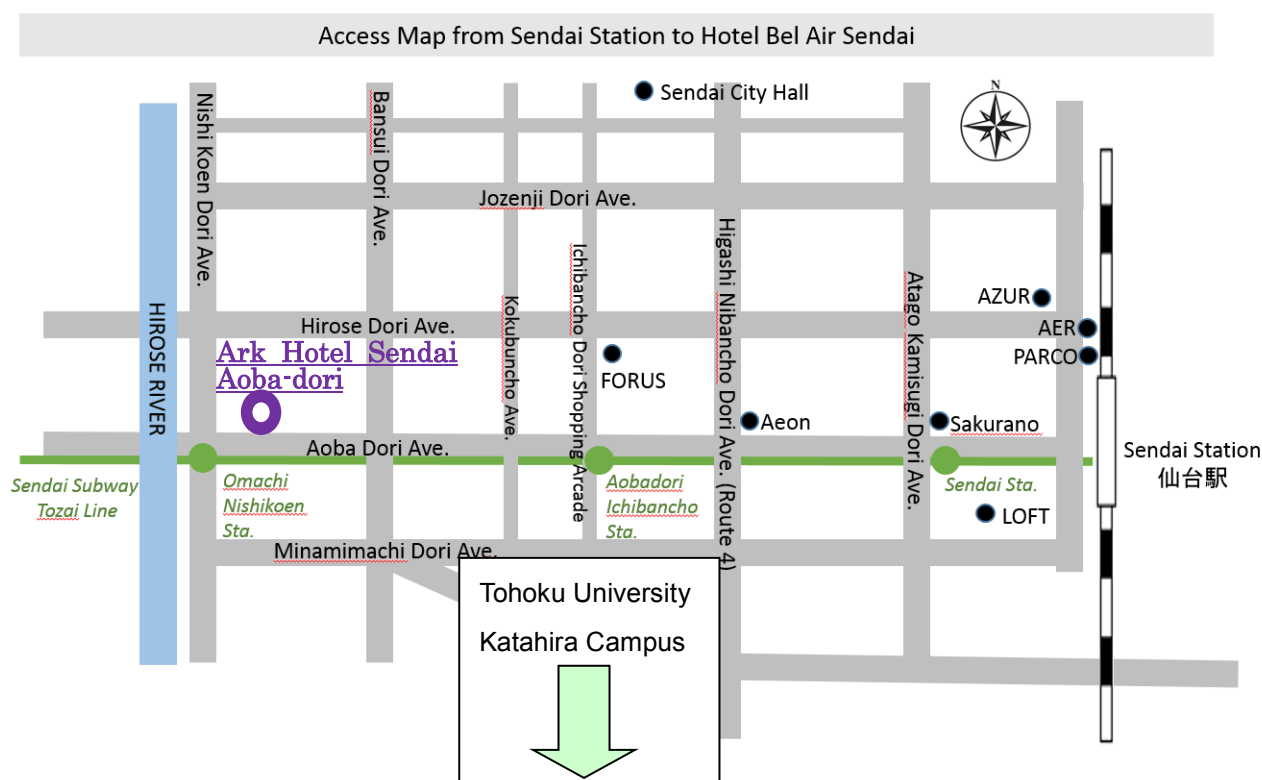 Access Map from Sendai Station to Hotel Bel Air Sendai
N
Sendai City Hall
Nishi Koen Dori Ave.
Bansui Dori Ave.
Jozenji Dori Ave.
Ichibancho Dori Shopping Arcade
Higashi Nibancho Dori Ave. (Route 4)
Atago Kamisugi Dori Ave.
Kokubuncho Ave.
HIROSE RIVER
AZUR
Hirose Dori Ave.
AER
PARCO
Ark Hotel Sendai
Aoba-dori
FORUS
Aeon
Sakurano
Aoba Dori Ave.
Sendai Station
仙台駅
Sendai Subway
Tozai Line
Omachi
Nishikoen
Sta.
Aobadori
Ichibancho
Sta.
Sendai Sta.
LOFT
Minamimachi Dori Ave.
Tohoku University
Katahira Campus